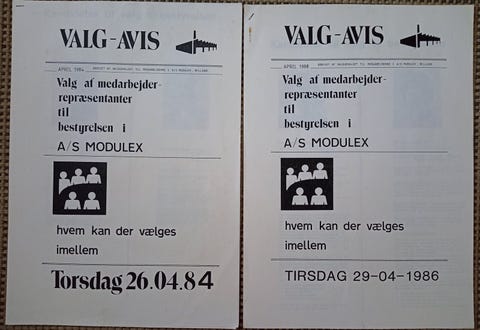 VALG-AVIS
APRIL 1984
Valg af medarbejder-
repræsentanter
til
bestyrelsen i
A/S MODULEX
hvem kan der vælges
imellem
Torsdag 26.04.84
VALG-AVIS
APRIL 1986
Valg af medarbejder-
repræsentanter
til
bestyrelsen i
A/S MODULEX
hvem kan der vælges
imellem
TIRSDAG 29-04-1986